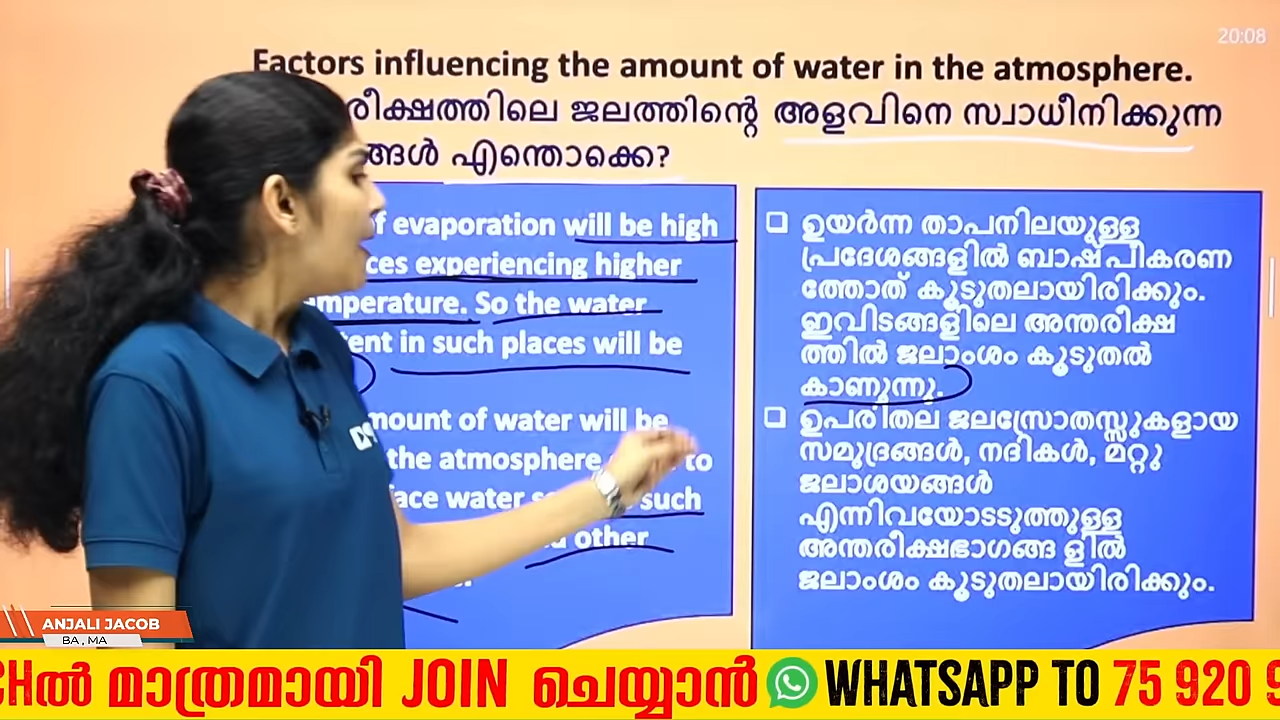 20:08
Factors influencing the amount of water in the atmosphere.
രീക്ഷത്തിലെ ജലത്തിന്റെ അളവിനെ സ്വാധീനിക്കുന്ന
ങ്ങൾ എന്തൊക്കെ?
f evaporation will be high
ces experiencing higher
mperature. So the water
tent in such places will be
mount of water will be
the atmosphere to
face water such
other
ഉയർന്ന താപനിലയുള്ള
പ്രദേശങ്ങളിൽ ബാഷ്പീകരണ
ത്തോത് കൂടുതലായിരിക്കും.
ഇവിടങ്ങളിലെ അന്തരീക്ഷ
ത്തിൽ ജലാംശം കൂടുതൽ
കാണുന്നു.
ഉപരിതല ജലസ്രോതസ്സുകളായ
സമുദ്രങ്ങൾ, നദികൾ, മറ്റു
ജലാശയങ്ങൾ
എന്നിവയോടടുത്തുള്ള
അന്തരീക്ഷഭാഗങ്ങ ളിൽ
ജലാംശം കൂടുതലായിരിക്കും.
ANJALI JACOB
BA , MA
CHൽ മാത്രമായി JOIN ചെയ്യാൻ WHATSAPP TO 75 920 9